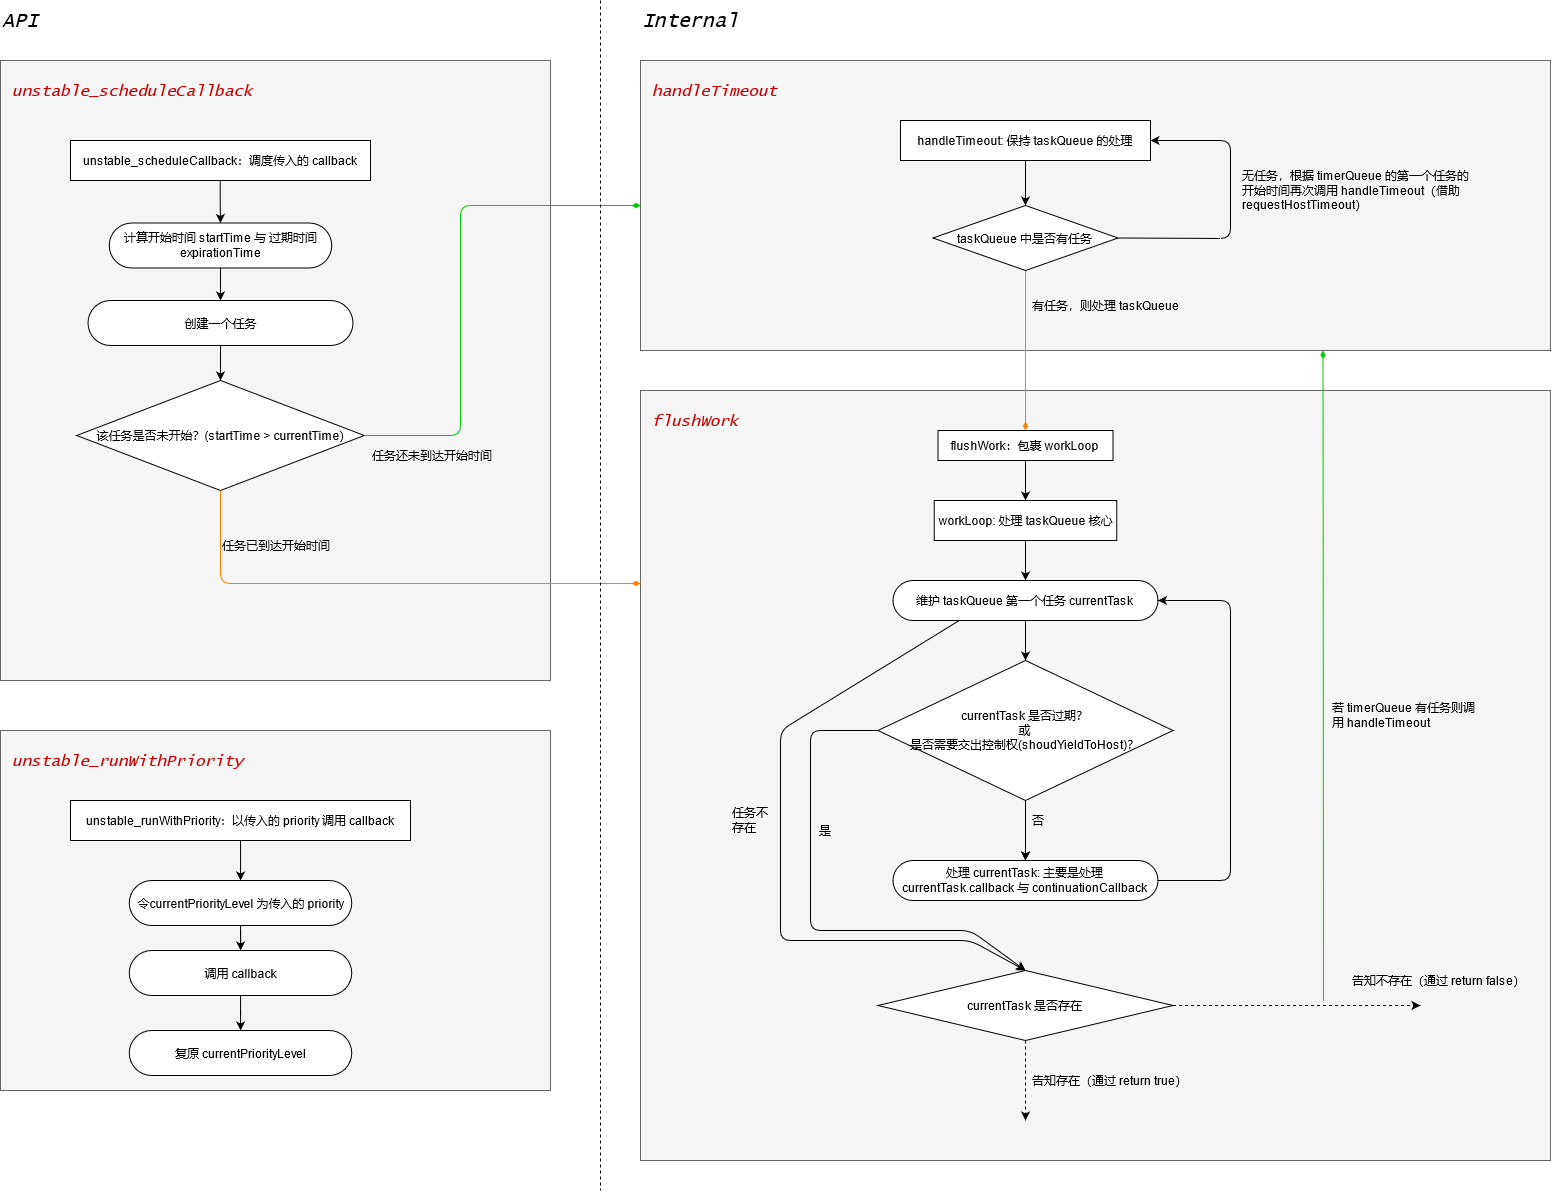 API
unstable_scheduleCallback
unstable_scheduleCallback：调度传入的 callback
计算开始时间 startTime 与 过期时间
expirationTime
创建一个任务
该任务是否未开始？(startTime > currentTime)
任务还未到达开始时间
任务已到达开始时间
unstable_runWithPriority
unstable_runWithPriority：以传入的 priority 调用 callback
令currentPriorityLevel 为传入的 priority
调用 callback
复原 currentPriorityLevel
Internal
handleTimeout
handleTimeout: 保持 taskQueue 的处理
无任务，根据 timerQueue 的第一个任务的
开始时间再次调用 handleTimeout（借助
requestHostTimeout）
taskQueue 中是否有任务
有任务，则处理 taskQueue
flushWork
flushWork：包裹 workLoop
workLoop: 处理 taskQueue 核心
维护 taskQueue 第一个任务 currentTask
currentTask 是否过期？
或
是否需要交出控制权(shoudYieldToHost)？
若 timerQueue 有任务则调
用 handleTimeout
任务不
存在
是
否
处理 currentTask: 主要是处理
currentTask.callback 与 continuationCallback
currentTask 是否存在
告知不存在（通过 return false）
告知存在（通过 return true）